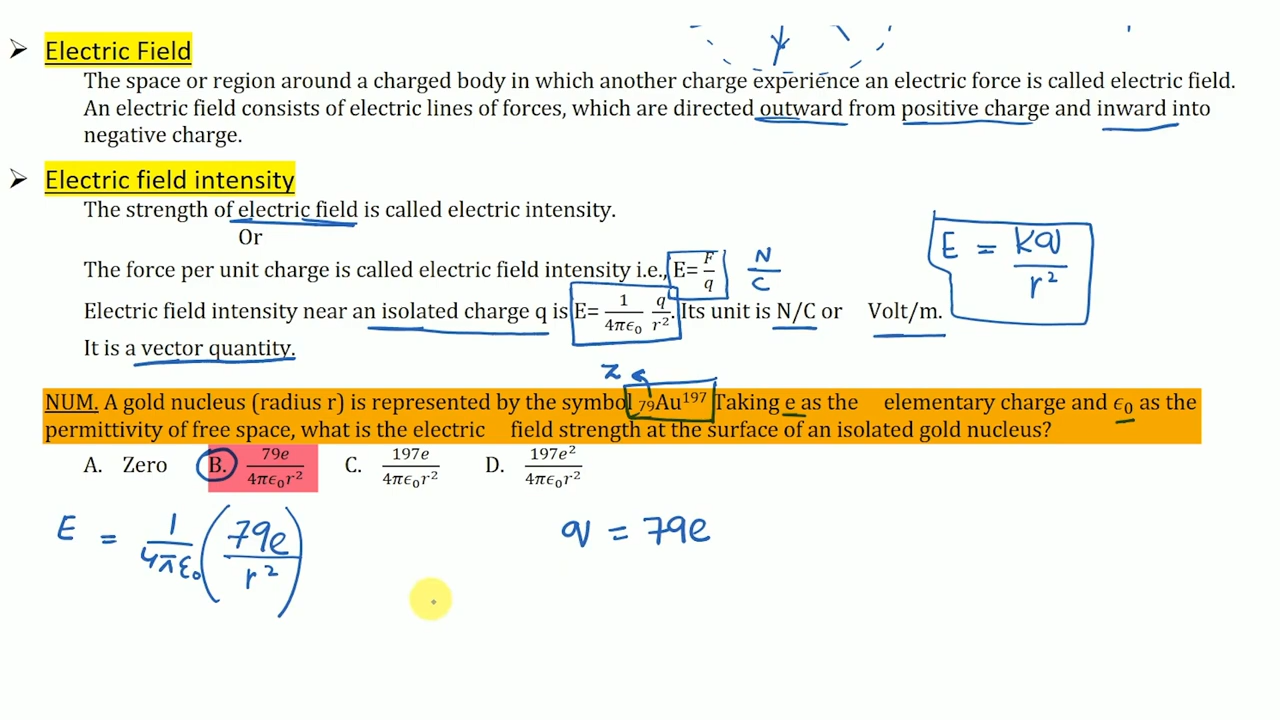 ➢ Electric Field
The space or region around a charged body in which another charge experience an electric force is called electric field.
An electric field consists of electric lines of forces, which are directed outward from positive charge and inward into
negative charge.
➢ Electric field intensity
The strength of electric field is called electric intensity.
Or
The force per unit charge is called electric field intensity i.e., E= F/q N/C
E = kq/r²
Electric field intensity near an isolated charge q is E= 1/4πϵ₀ q/r². Its unit is N/C or Volt/m.
It is a vector quantity.
Z
NUM. A gold nucleus (radius r) is represented by the symbol ₇₉Au¹⁹⁷ Taking e as the elementary charge and ϵ₀ as the
permittivity of free space, what is the electric field strength at the surface of an isolated gold nucleus?
A. Zero B. 79e/4πϵ₀r² C. 197e/4πϵ₀r² D. 197e²/4πϵ₀r²
E = 1/4πε₀ (79e/r²) q = 79e